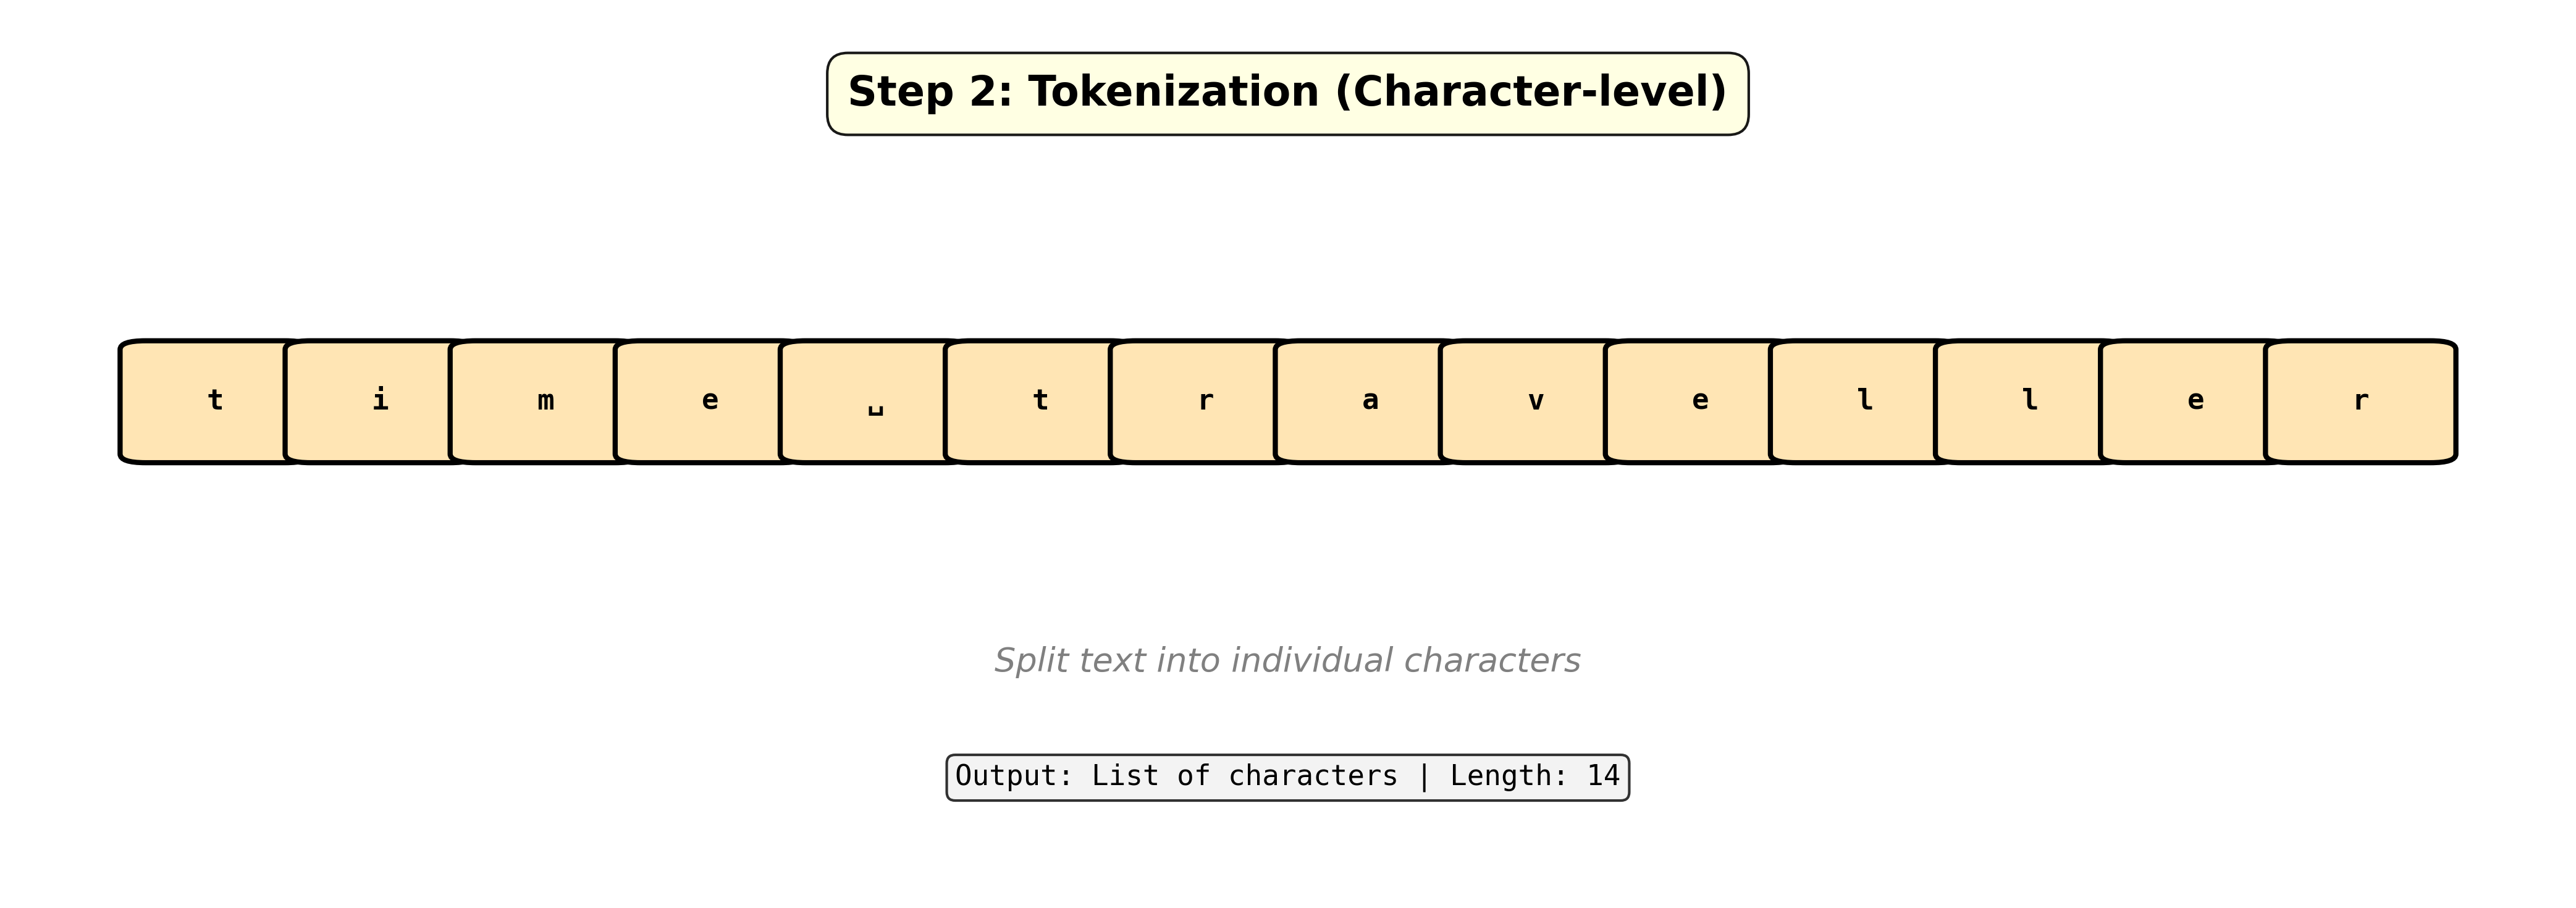 Step 2: Tokenization (Character-level)
t i m e ␣ t r a v e l l e r
Split text into individual characters
Output: List of characters | Length: 14